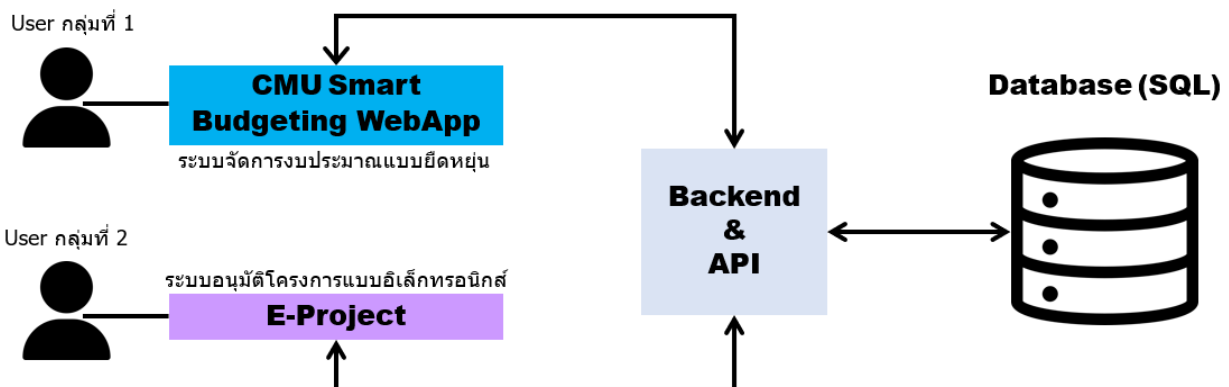 User กลุ่มที่ 1
CMU Smart
Budgeting WebApp
ระบบจัดการงบประมาณแบบยืดหยุ่น
Database (SQL)
Backend
&
API
User กลุ่มที่ 2
ระบบอนุมัติโครงการแบบอิเล็กทรอนิกส์
E-Project